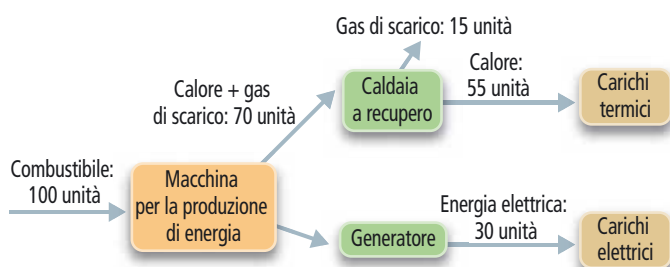 Gas di scarico: 15 unità
Calore + gas
di scarico: 70 unità
Caldaia
a recupero
Calore:
55 unità
Carichi
termici
Combustibile:
100 unità
Macchina
per la produzione
di energia
Generatore
Energia elettrica:
30 unità
Carichi
elettrici